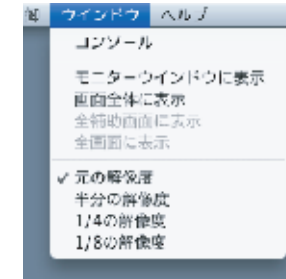 ウインドウ ヘルプ
コンソール
モニターウインドウに表示
画面全体に表示
全補助画面に表示
全画面に表示
✓ 元の解像度
半分の解像度
1/4の解像度
1/8の解像度